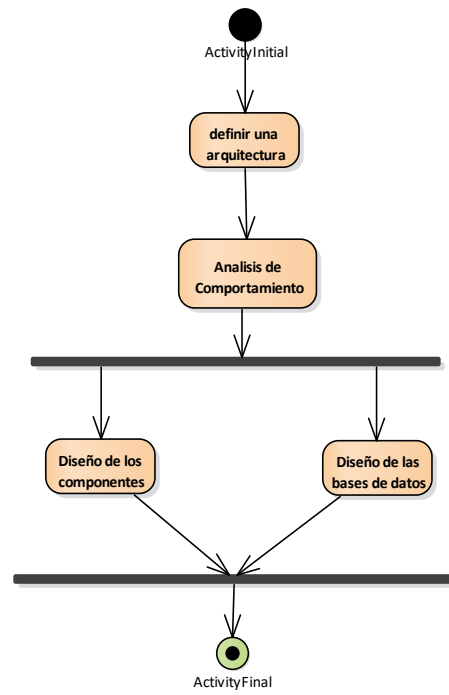 ActivityInitial
definir una
arquitectura
Analisis de
Comportamiento
Diseño de los
componentes
Diseño de las
bases de datos
ActivityFinal